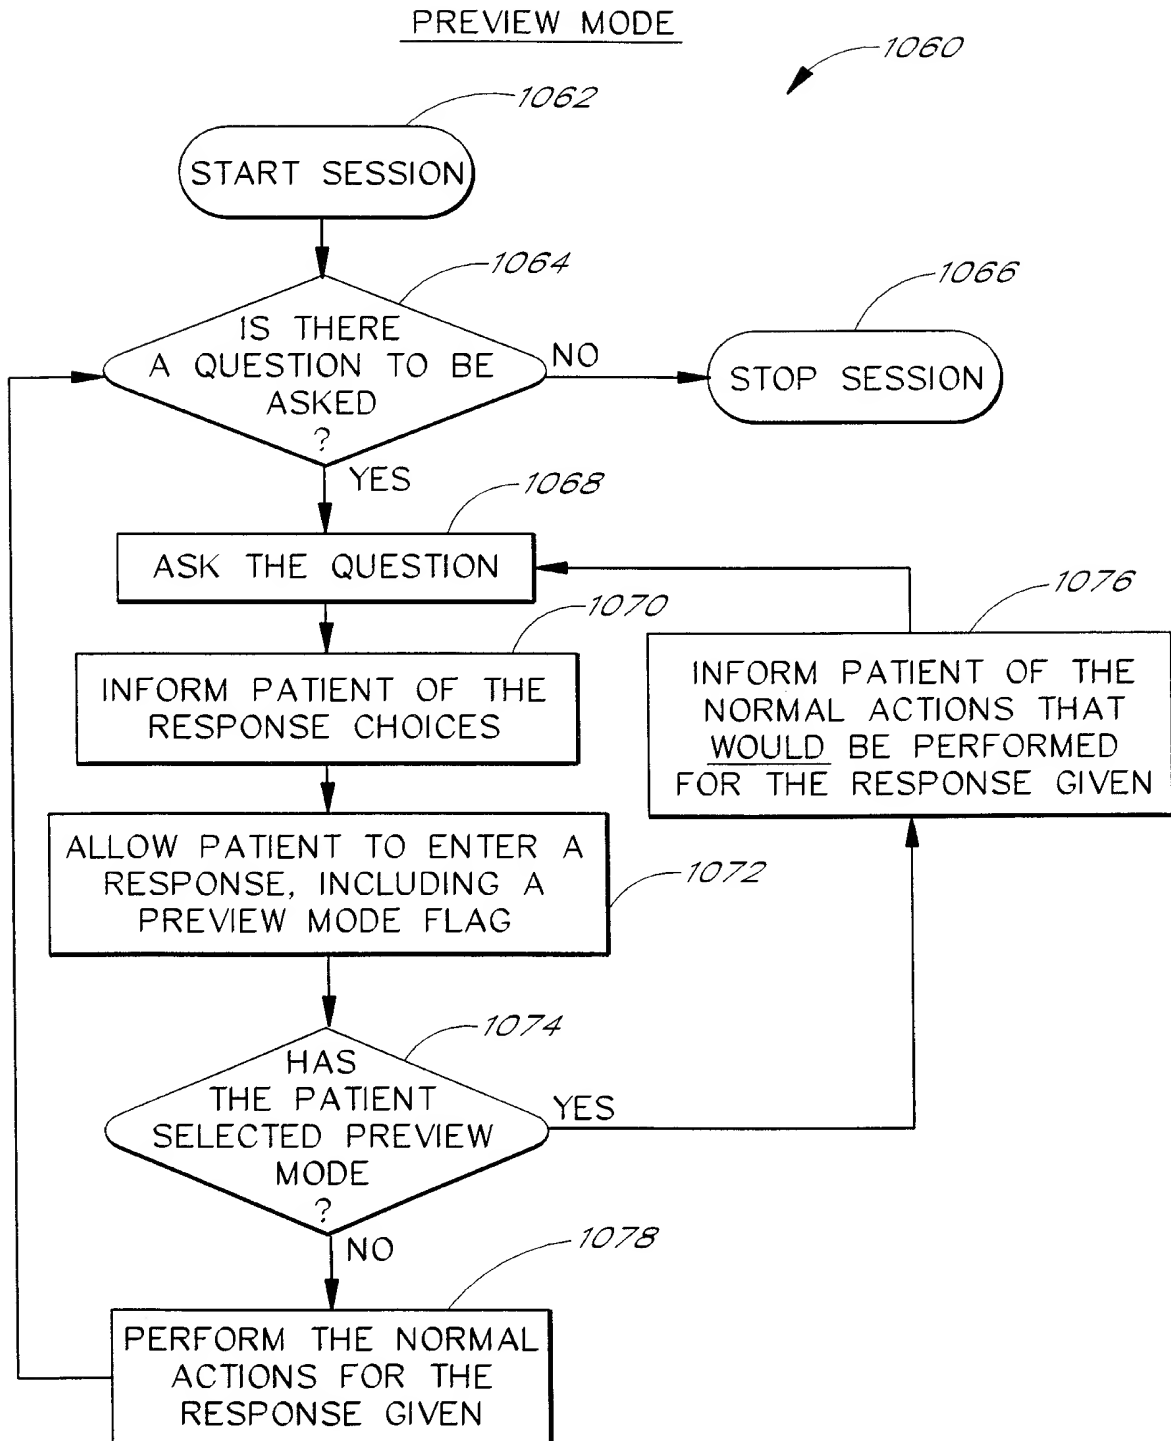 PREVIEW MODE
1060
1062
START SESSION
1064
IS THERE
A QUESTION TO BE
ASKED
?
NO
1066
STOP SESSION
YES
1068
ASK THE QUESTION
1070
INFORM PATIENT OF THE
RESPONSE CHOICES
1076
INFORM PATIENT OF THE
NORMAL ACTIONS THAT
WOULD BE PERFORMED
FOR THE RESPONSE GIVEN
ALLOW PATIENT TO ENTER A
RESPONSE, INCLUDING A
PREVIEW MODE FLAG
1072
1074
HAS
THE PATIENT
SELECTED PREVIEW
MODE
?
YES
NO
1078
PERFORM THE NORMAL
ACTIONS FOR THE
RESPONSE GIVEN